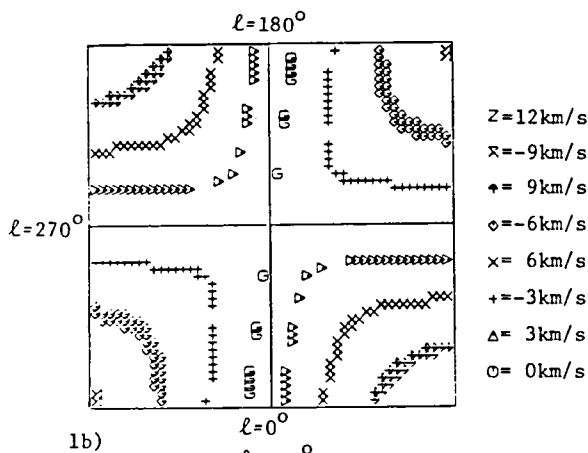 ℓ=180°
ℓ=270°
ℓ=0°
Z=12km/s
⧖=-9km/s
♠= 9km/s
◇=-6km/s
×= 6km/s
+=-3km/s
△= 3km/s
⏀= 0km/s
1b)